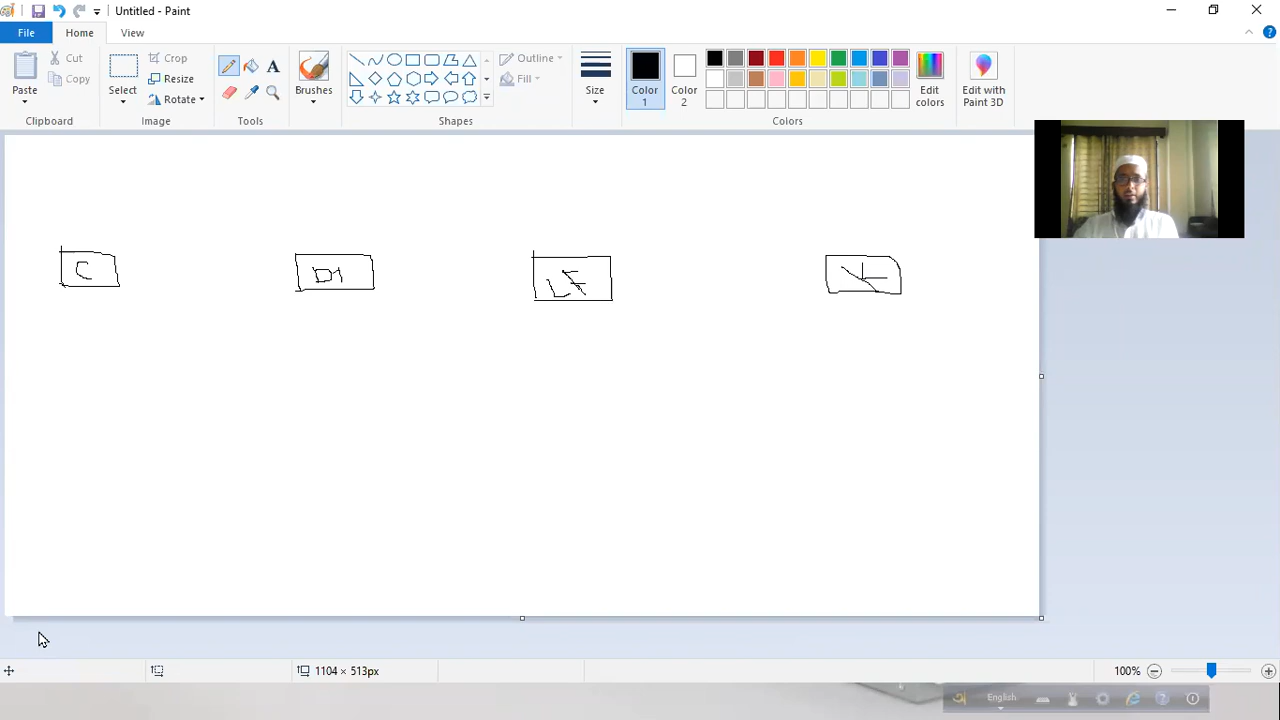 Untitled - Paint
File Home View
Paste
Cut
Copy
Clipboard
Select
Crop
Resize
Rotate
Image
Tools
Brushes
Shapes
Outline
Fill
Size
Color 1
Color 2
Colors
Edit colors
Edit with Paint 3D
C D1
1104 × 513px 100%
English